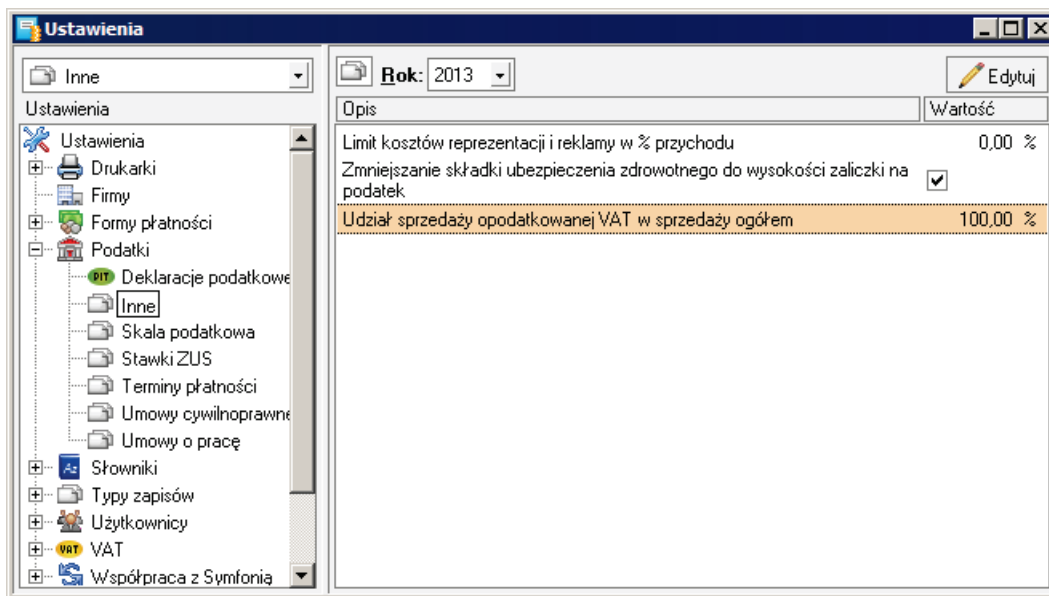 Ustawienia
Inne
Rok: 2013
Edytuj
Ustawienia
Opis
Wartość
Ustawienia
Drukarki
Firmy
Formy płatności
Podatki
PIT Deklaracje podatkowe
Inne
Skala podatkowa
Stawki ZUS
Terminy płatności
Umowy cywilnoprawne
Umowy o pracę
Az Słowniki
Typy zapisów
Użytkownicy
VAT VAT
Współpraca z Symfonią
Limit kosztów reprezentacji i reklamy w % przychodu 0,00 %
Zmniejszanie składki ubezpieczenia zdrowotnego do wysokości zaliczki na
podatek
Udział sprzedaży opodatkowanej VAT w sprzedaży ogółem 100,00 %